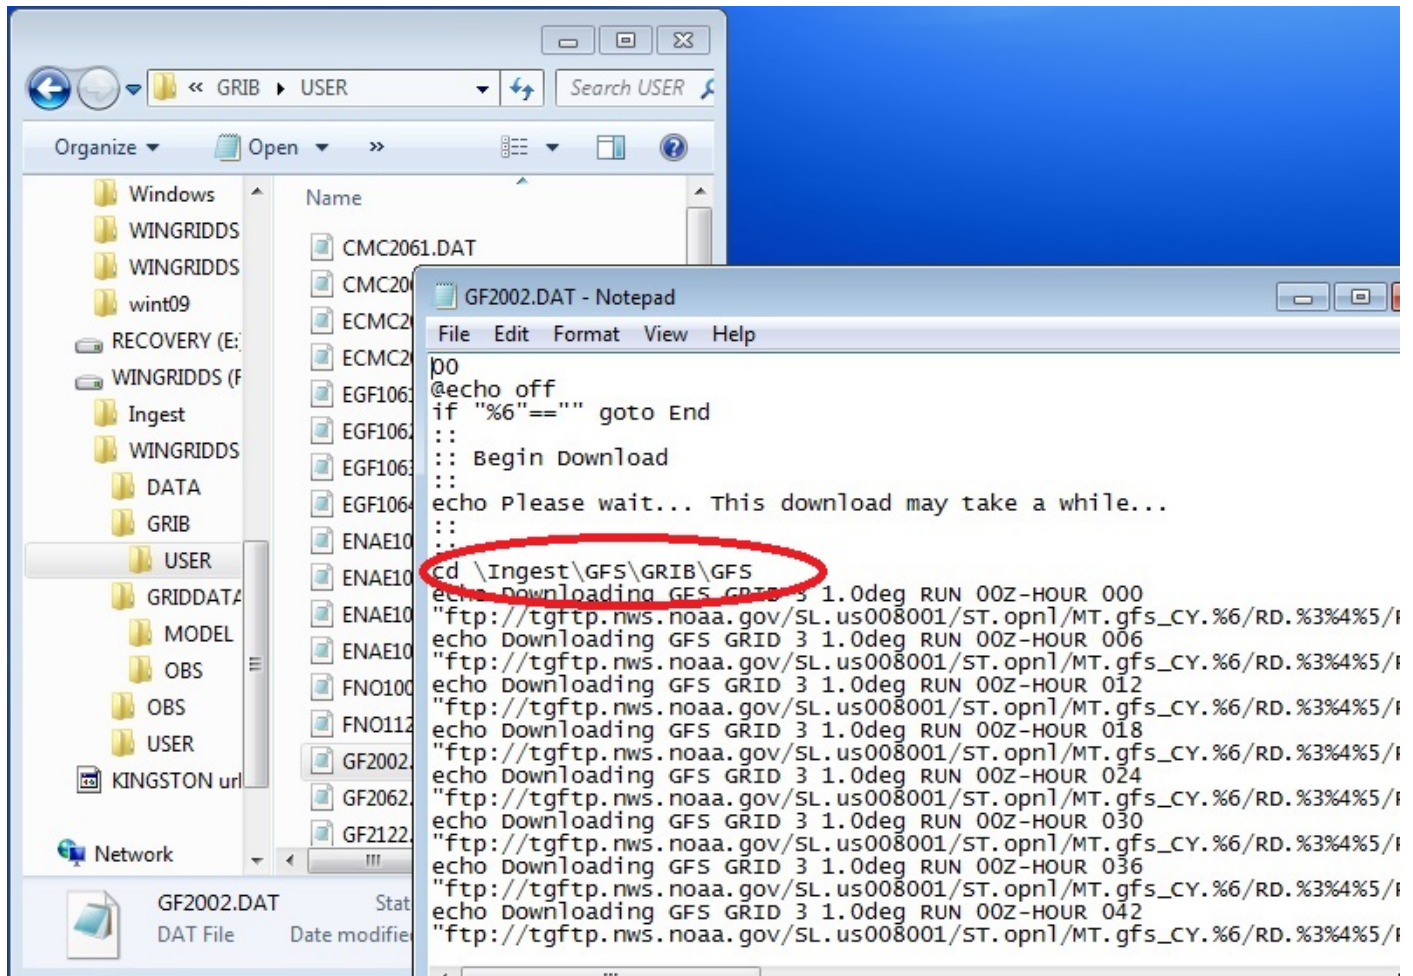 « GRIB ▸ USER
Search USER
Organize
Open
»
Windows
WINGRIDDS
WINGRIDDS
wint09
RECOVERY (E:
WINGRIDDS (F
Ingest
WINGRIDDS
DATA
GRIB
USER
GRIDDATA
MODEL
OBS
OBS
USER
KINGSTON url
Network
Name
CMC2061.DAT
CMC20
ECMC2
ECMC2
EGF1061
EGF1062
EGF1063
EGF1064
ENAE10
ENAE10
ENAE10
ENAE10
FNO100
FNO112
GF2002.
GF2062.
GF2122.
GF2002.DAT Stat
DAT File Date modifie
GF2002.DAT - Notepad
File Edit Format View Help
00
@echo off
if "%6"=="" goto End
::
:: Begin Download
::
echo Please wait... This download may take a while...
::
::
cd \Ingest\GFS\GRIB\GFS
echo Downloading GFS GRID 3 1.0deg RUN 00Z-HOUR 000
"ftp://tgftp.nws.noaa.gov/SL.us008001/ST.opnl/MT.gfs_CY.%6/RD.%3%4%5/
echo Downloading GFS GRID 3 1.0deg RUN 00Z-HOUR 006
"ftp://tgftp.nws.noaa.gov/SL.us008001/ST.opnl/MT.gfs_CY.%6/RD.%3%4%5/
echo Downloading GFS GRID 3 1.0deg RUN 00Z-HOUR 012
"ftp://tgftp.nws.noaa.gov/SL.us008001/ST.opnl/MT.gfs_CY.%6/RD.%3%4%5/
echo Downloading GFS GRID 3 1.0deg RUN 00Z-HOUR 018
"ftp://tgftp.nws.noaa.gov/SL.us008001/ST.opnl/MT.gfs_CY.%6/RD.%3%4%5/
echo Downloading GFS GRID 3 1.0deg RUN 00Z-HOUR 024
"ftp://tgftp.nws.noaa.gov/SL.us008001/ST.opnl/MT.gfs_CY.%6/RD.%3%4%5/
echo Downloading GFS GRID 3 1.0deg RUN 00Z-HOUR 030
"ftp://tgftp.nws.noaa.gov/SL.us008001/ST.opnl/MT.gfs_CY.%6/RD.%3%4%5/
echo Downloading GFS GRID 3 1.0deg RUN 00Z-HOUR 036
"ftp://tgftp.nws.noaa.gov/SL.us008001/ST.opnl/MT.gfs_CY.%6/RD.%3%4%5/
echo Downloading GFS GRID 3 1.0deg RUN 00Z-HOUR 042
"ftp://tgftp.nws.noaa.gov/SL.us008001/ST.opnl/MT.gfs_CY.%6/RD.%3%4%5/